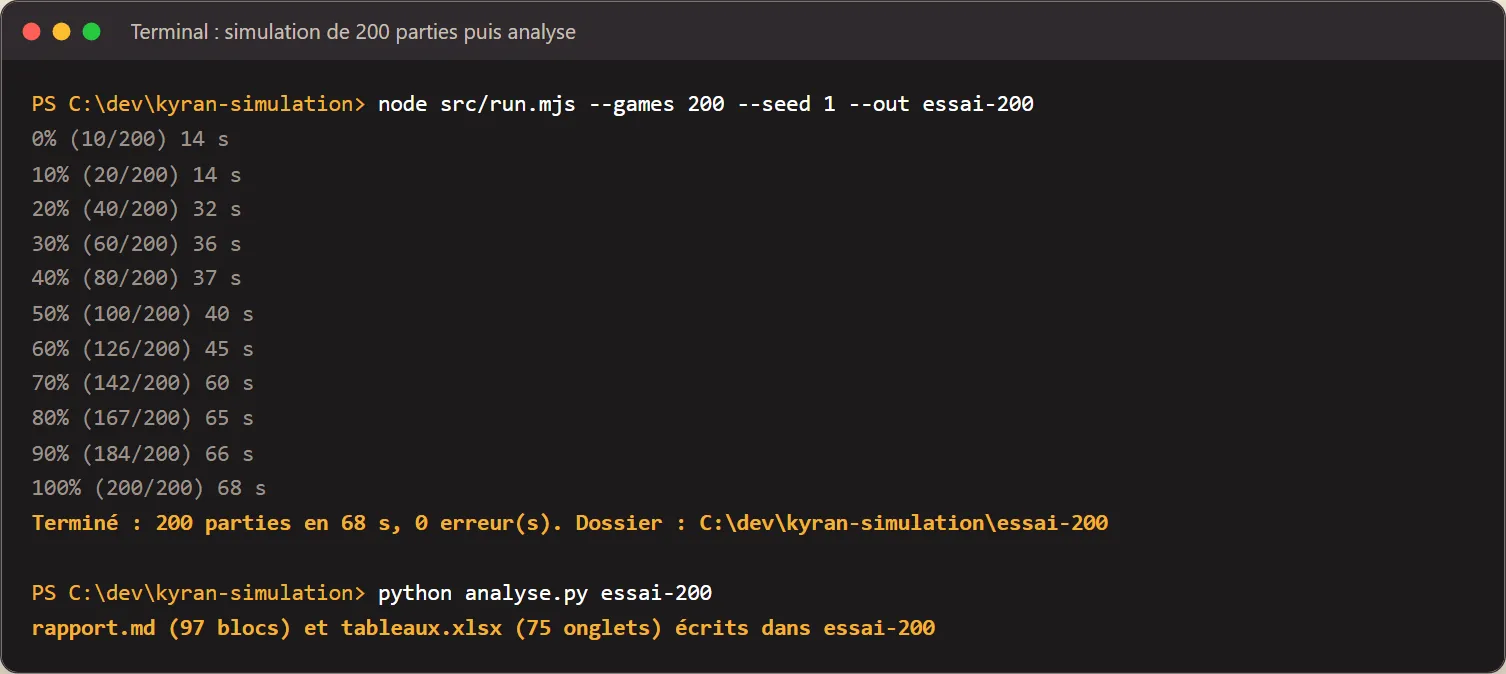 Terminal : simulation de 200 parties puis analyse
PS C:\dev\kyran-simulation> node src/run.mjs --games 200 --seed 1 --out essai-200
0% (10/200) 14 s
10% (20/200) 14 s
20% (40/200) 32 s
30% (60/200) 36 s
40% (80/200) 37 s
50% (100/200) 40 s
60% (126/200) 45 s
70% (142/200) 60 s
80% (167/200) 65 s
90% (184/200) 66 s
100% (200/200) 68 s
Terminé : 200 parties en 68 s, 0 erreur(s). Dossier : C:\dev\kyran-simulation\essai-200
PS C:\dev\kyran-simulation> python analyse.py essai-200
rapport.md (97 blocs) et tableaux.xlsx (75 onglets) écrits dans essai-200